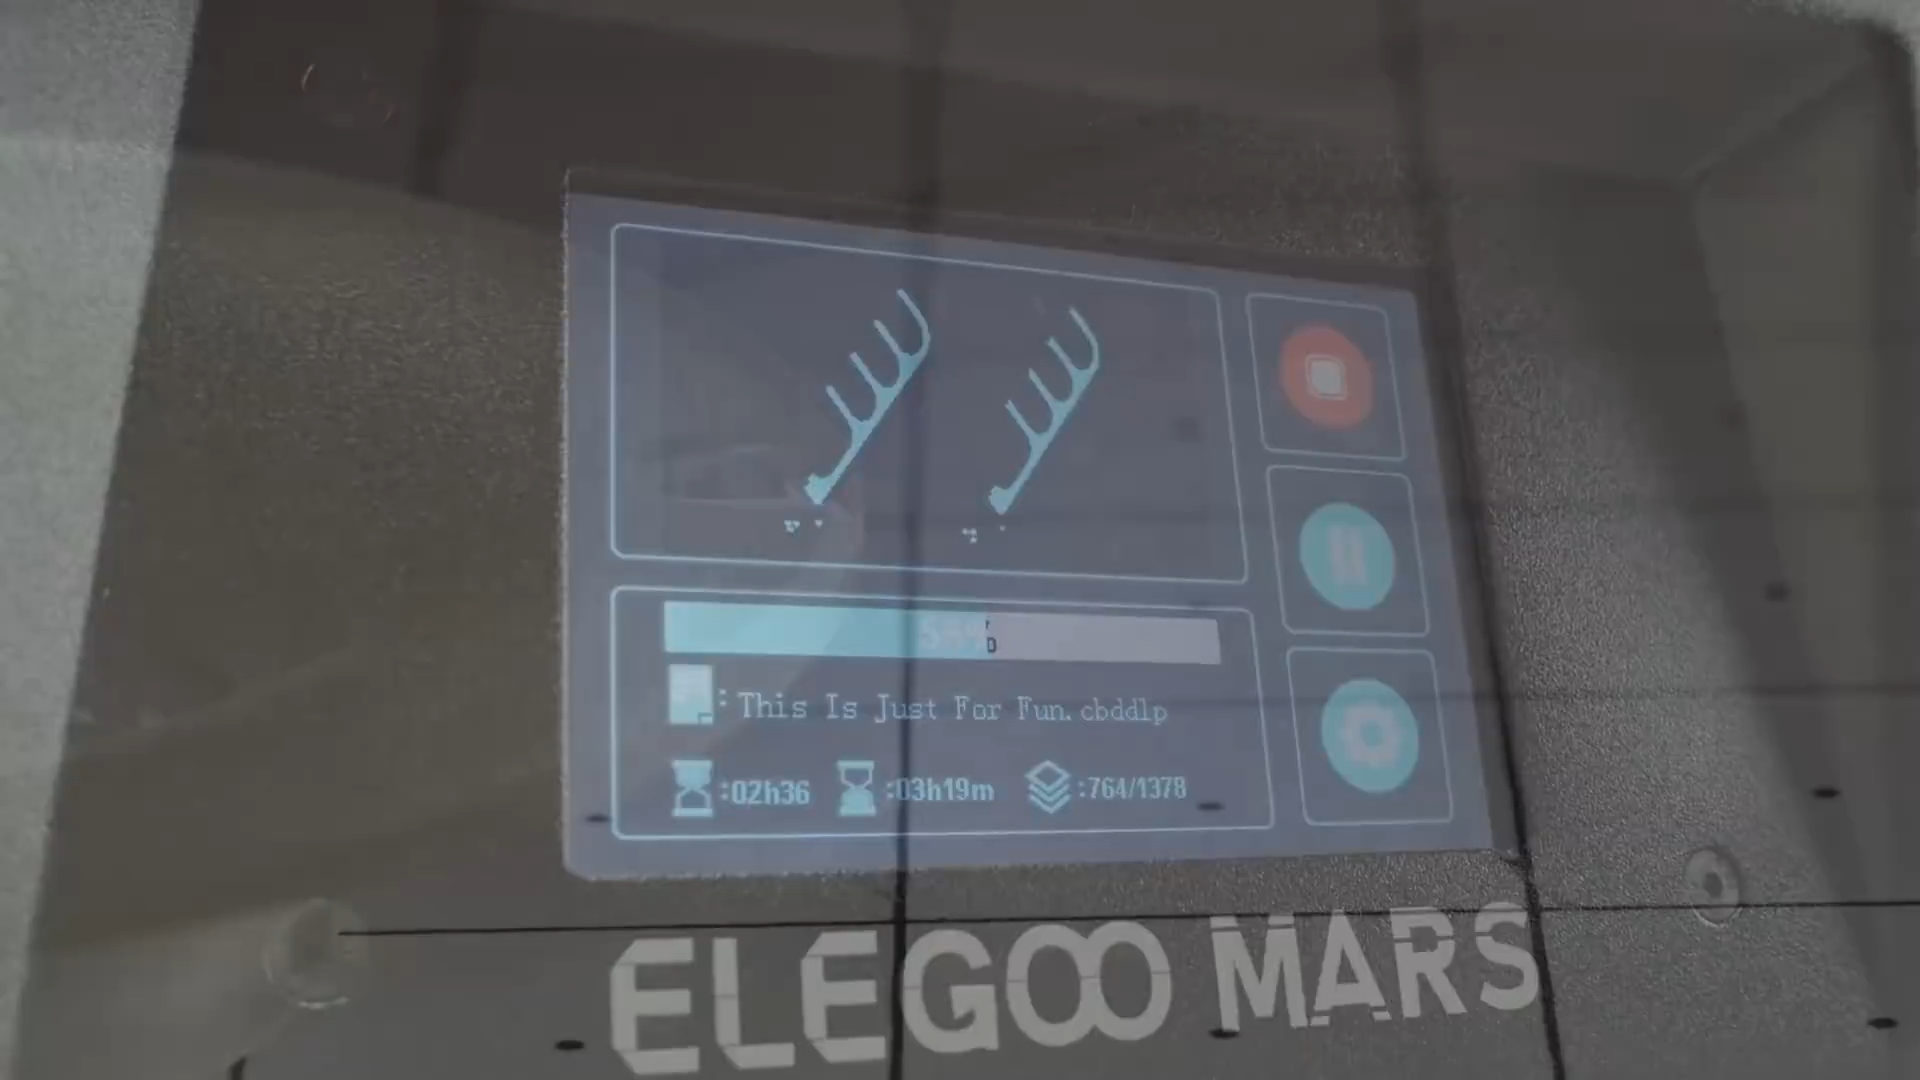 : This Is Just For Fun.cbddlp
:02h36 :03h19m :764/1378
ELEGOO MARS